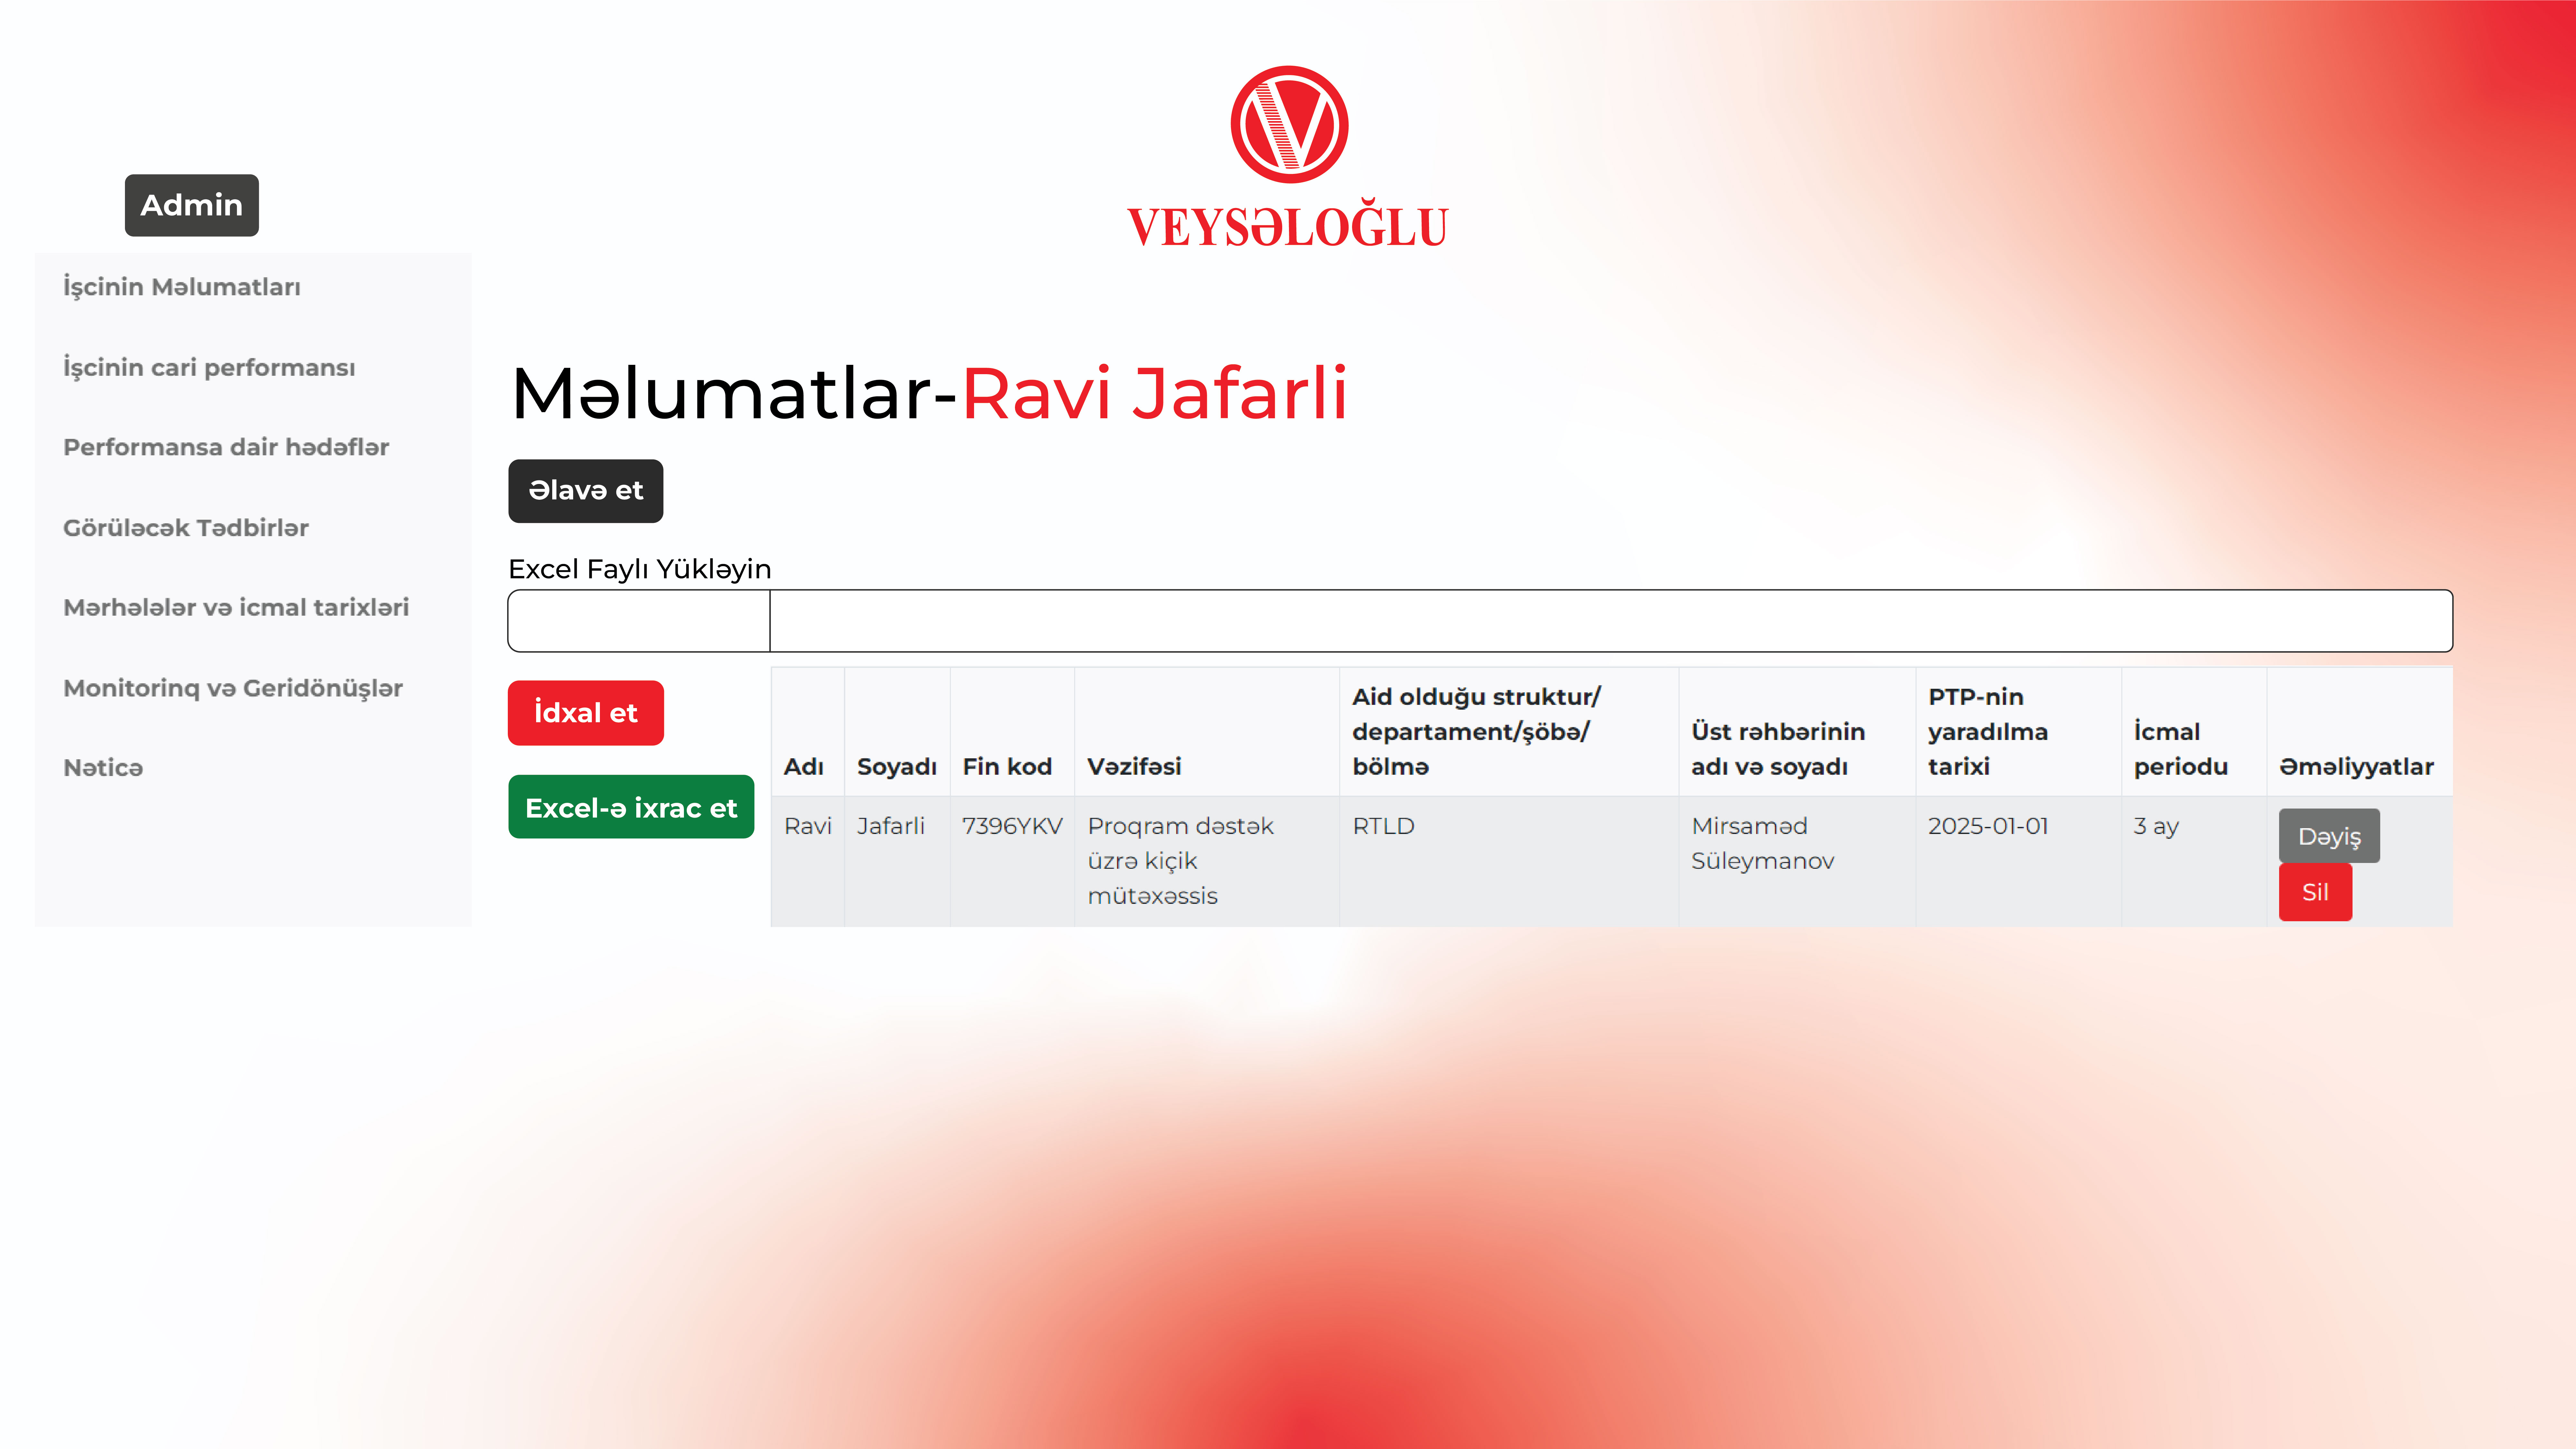 VEYSƏLOĞLU
Admin
İşcinin Məlumatları
İşcinin cari performansı
Performansa dair hədəflər
Görüləcək Tədbirlər
Mərhələlər və icmal tarixləri
Monitorinq və Geridönüşlər
Nəticə
Məlumatlar-Ravi Jafarli
Əlavə et
Excel Faylı Yükləyin
İdxal et
Excel-ə ixrac et
Adı
Soyadı
Fin kod
Vəzifəsi
Aid olduğu struktur/
departament/şöbə/
bölmə
Üst rəhbərinin
adı və soyadı
PTP-nin
yaradılma
tarixi
İcmal
periodu
Əməliyyatlar
Ravi
Jafarli
7396YKV
Proqram dəstək
üzrə kiçik
mütəxəssis
RTLD
Mirsaməd
Süleymanov
2025-01-01
3 ay
Dəyiş
Sil